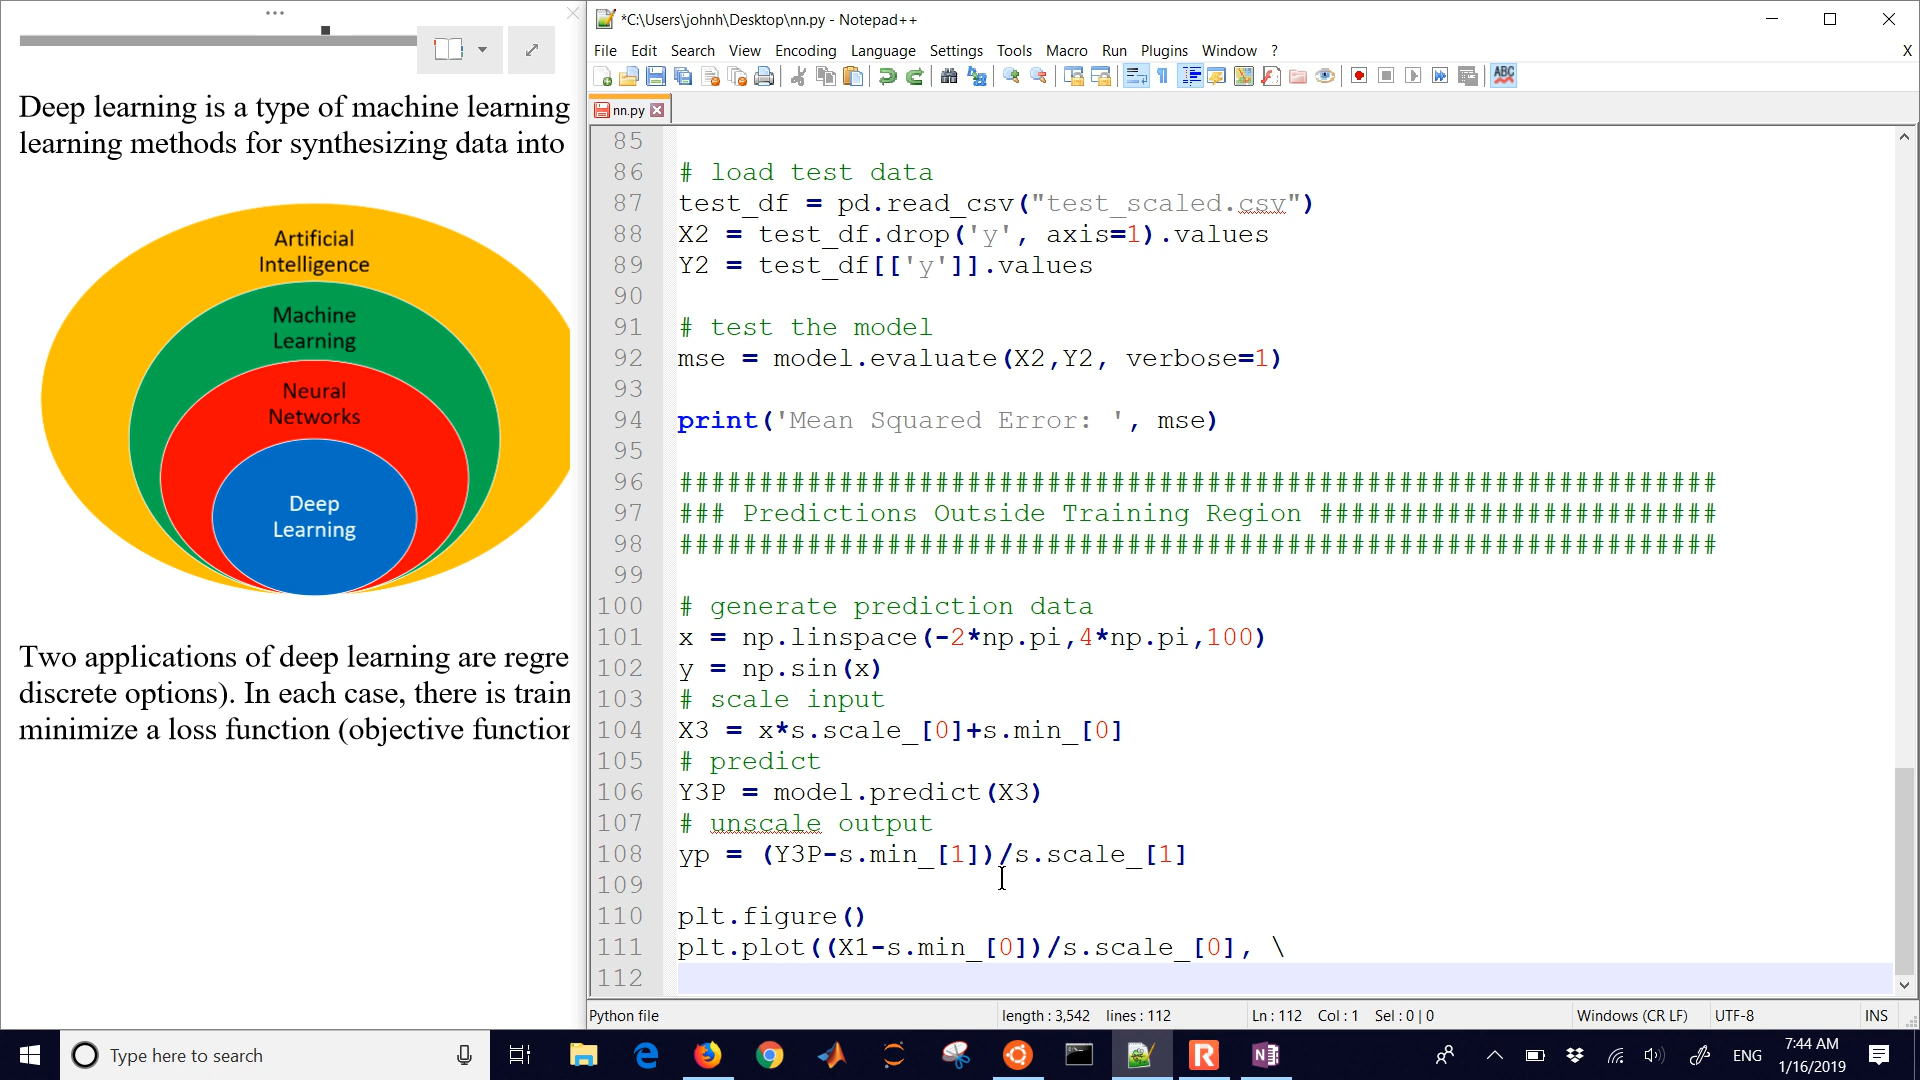 Deep learning is a type of machine learning
learning methods for synthesizing data into
Artificial
Intelligence
Machine
Learning
Neural
Networks
Deep
Learning
Two applications of deep learning are regre
discrete options). In each case, there is train
minimize a loss function (objective function
*C:\Users\johnh\Desktop\nn.py - Notepad++
File Edit Search View Encoding Language Settings Tools Macro Run Plugins Window ? X
ABC
nn.py
85
86 # load test data
87 test_df = pd.read_csv("test_scaled.csv")
88 X2 = test_df.drop('y', axis=1).values
89 Y2 = test_df[['y']].values
90
91 # test the model
92 mse = model.evaluate(X2,Y2, verbose=1)
93
94 print('Mean Squared Error: ', mse)
95
96 #################################################################
97 ### Predictions Outside Training Region #########################
98 #################################################################
99
100 # generate prediction data
101 x = np.linspace(-2*np.pi,4*np.pi,100)
102 y = np.sin(x)
103 # scale input
104 X3 = x*s.scale_[0]+s.min_[0]
105 # predict
106 Y3P = model.predict(X3)
107 # unscale output
108 yp = (Y3P-s.min_[1])/s.scale_[1]
109
110 plt.figure()
111 plt.plot((X1-s.min_[0])/s.scale_[0], \
112
Python file length : 3,542 lines : 112 Ln : 112 Col : 1 Sel : 0 | 0 Windows (CR LF) UTF-8 INS
Type here to search
ENG
7:44 AM
1/16/2019